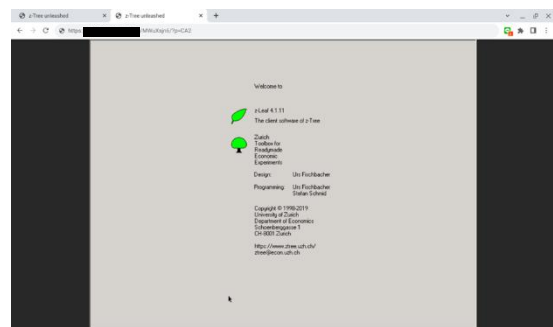 z-Tree unleashed
z-Tree unleashed
https
/?p=CA2
Welcome to
z-Leaf 4.1.11
The client software of z-Tree
Zurich
Toolbox for
Readymade
Economic
Experiments
Design: Urs Fischbacher
Programming: Urs Fischbacher
Stefan Schmid
Copyright © 1998-2019
University of Zurich
Department of Economics
Schoenberggasse 1
CH-8001 Zurich
https://www.ztree.uzh.ch/
ztree@econ.uzh.ch